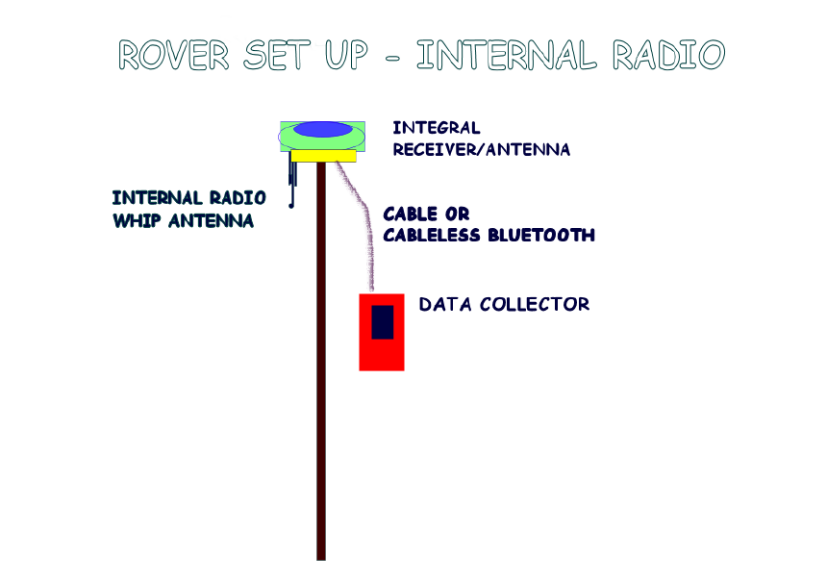 ROVER SET UP - INTERNAL RADIO
INTEGRAL
RECEIVER/ANTENNA
INTERNAL RADIO
WHIP ANTENNA
CABLE OR
CABLELESS BLUETOOTH
DATA COLLECTOR